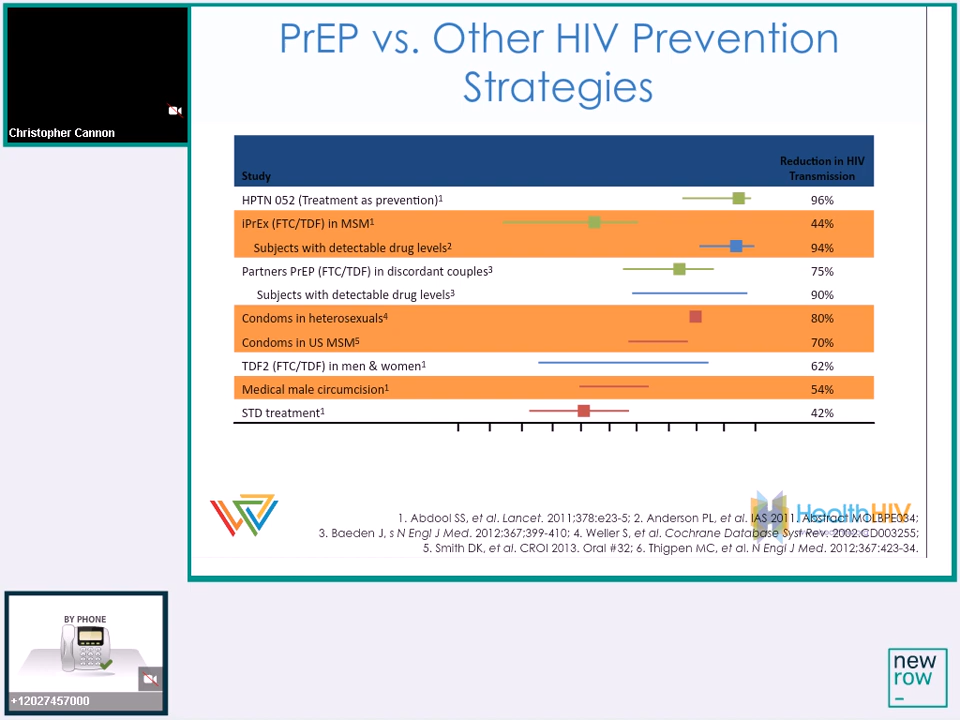 PrEP vs. Other HIV Prevention
Strategies
Christopher Cannon
Reduction in HIV
Study Transmission
HPTN 052 (Treatment as prevention)1 96%
iPrEx (FTC/TDF) in MSM1 44%
Subjects with detectable drug levels2 94%
Partners PrEP (FTC/TDF) in discordant couples3 75%
Subjects with detectable drug levels3 90%
Condoms in heterosexuals4 80%
Condoms in US MSM5 70%
TDF2 (FTC/TDF) in men & women1 62%
Medical male circumcision1 54%
STD treatment1 42%
HealthHIV
1. Abdool SS, et al. Lancet. 2011;378:e23-5; 2. Anderson PL, et al. IAS 2011. Abstract MOLBPE034;
3. Baeden J, s N Engl J Med. 2012;367;399-410; 4. Weller S, et al. Cochrane Database Syst Rev. 2002:CD003255;
5. Smith DK, et al. CROI 2013. Oral #32; 6. Thigpen MC, et al. N Engl J Med. 2012;367:423-34.
BY PHONE
+12027457000
new
row